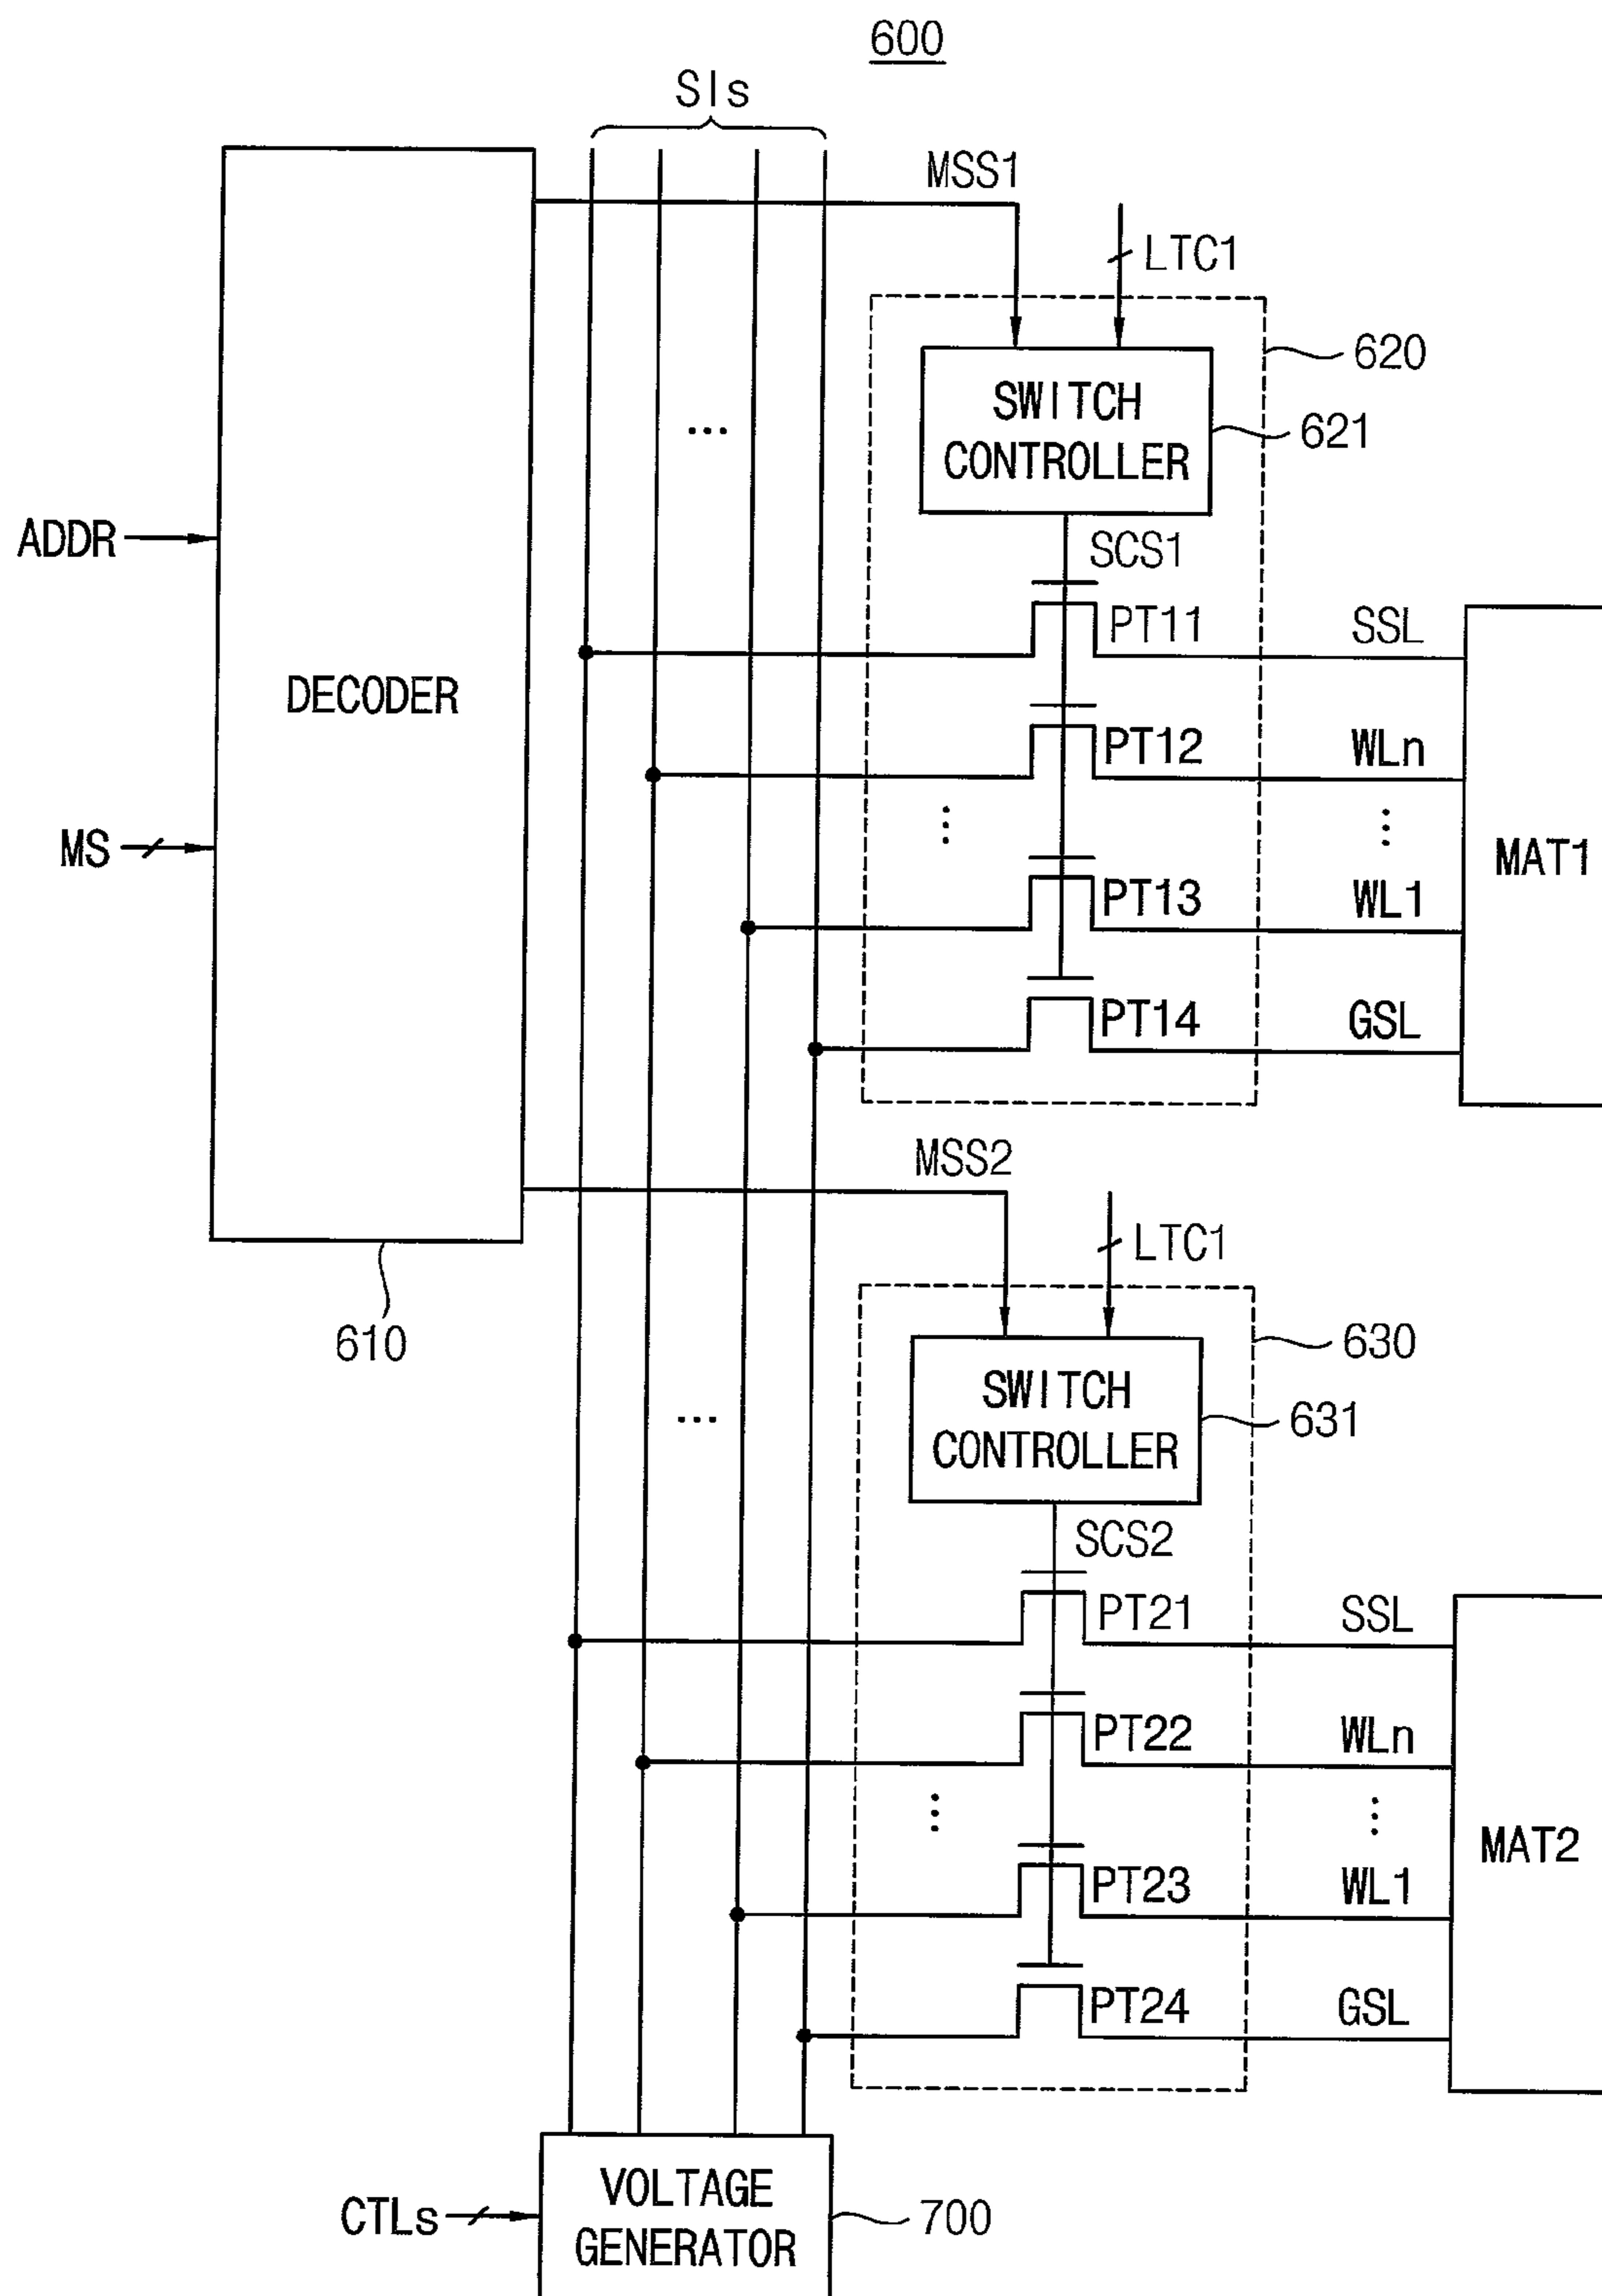 600
SIs
MSS1
LTC1
620
SWITCH
CONTROLLER
621
ADDR
SCS1
PT11
SSL
DECODER
PT12
WLn
...
MS
⋮
⋮
MAT1
PT13
WL1
PT14
GSL
MSS2
LTC1
610
630
SWITCH
CONTROLLER
631
...
SCS2
PT21
SSL
PT22
WLn
⋮
⋮
MAT2
PT23
WL1
PT24
GSL
VOLTAGE
GENERATOR
CTLs
700